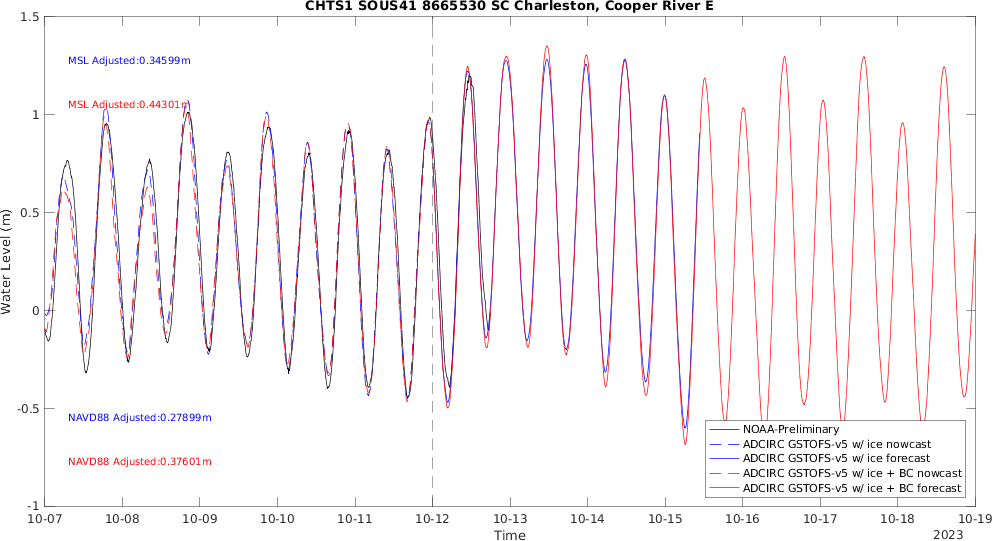 CHTS1 SOUS41 8665530 SC Charleston, Cooper River E
1.5
1
0.5
0
-0.5
-1
Water Level (m)
MSL Adjusted:0.34599m
MSL Adjusted:0.44301m
NAVD88 Adjusted:0.27899m
NAVD88 Adjusted:0.37601m
NOAA-Preliminary
ADCIRC GSTOFS-v5 w/ ice nowcast
ADCIRC GSTOFS-v5 w/ ice forecast
ADCIRC GSTOFS-v5 w/ ice + BC nowcast
ADCIRC GSTOFS-v5 w/ ice + BC forecast
10-07 10-08 10-09 10-10 10-11 10-12 10-13 10-14 10-15 10-16 10-17 10-18 10-19
Time
2023